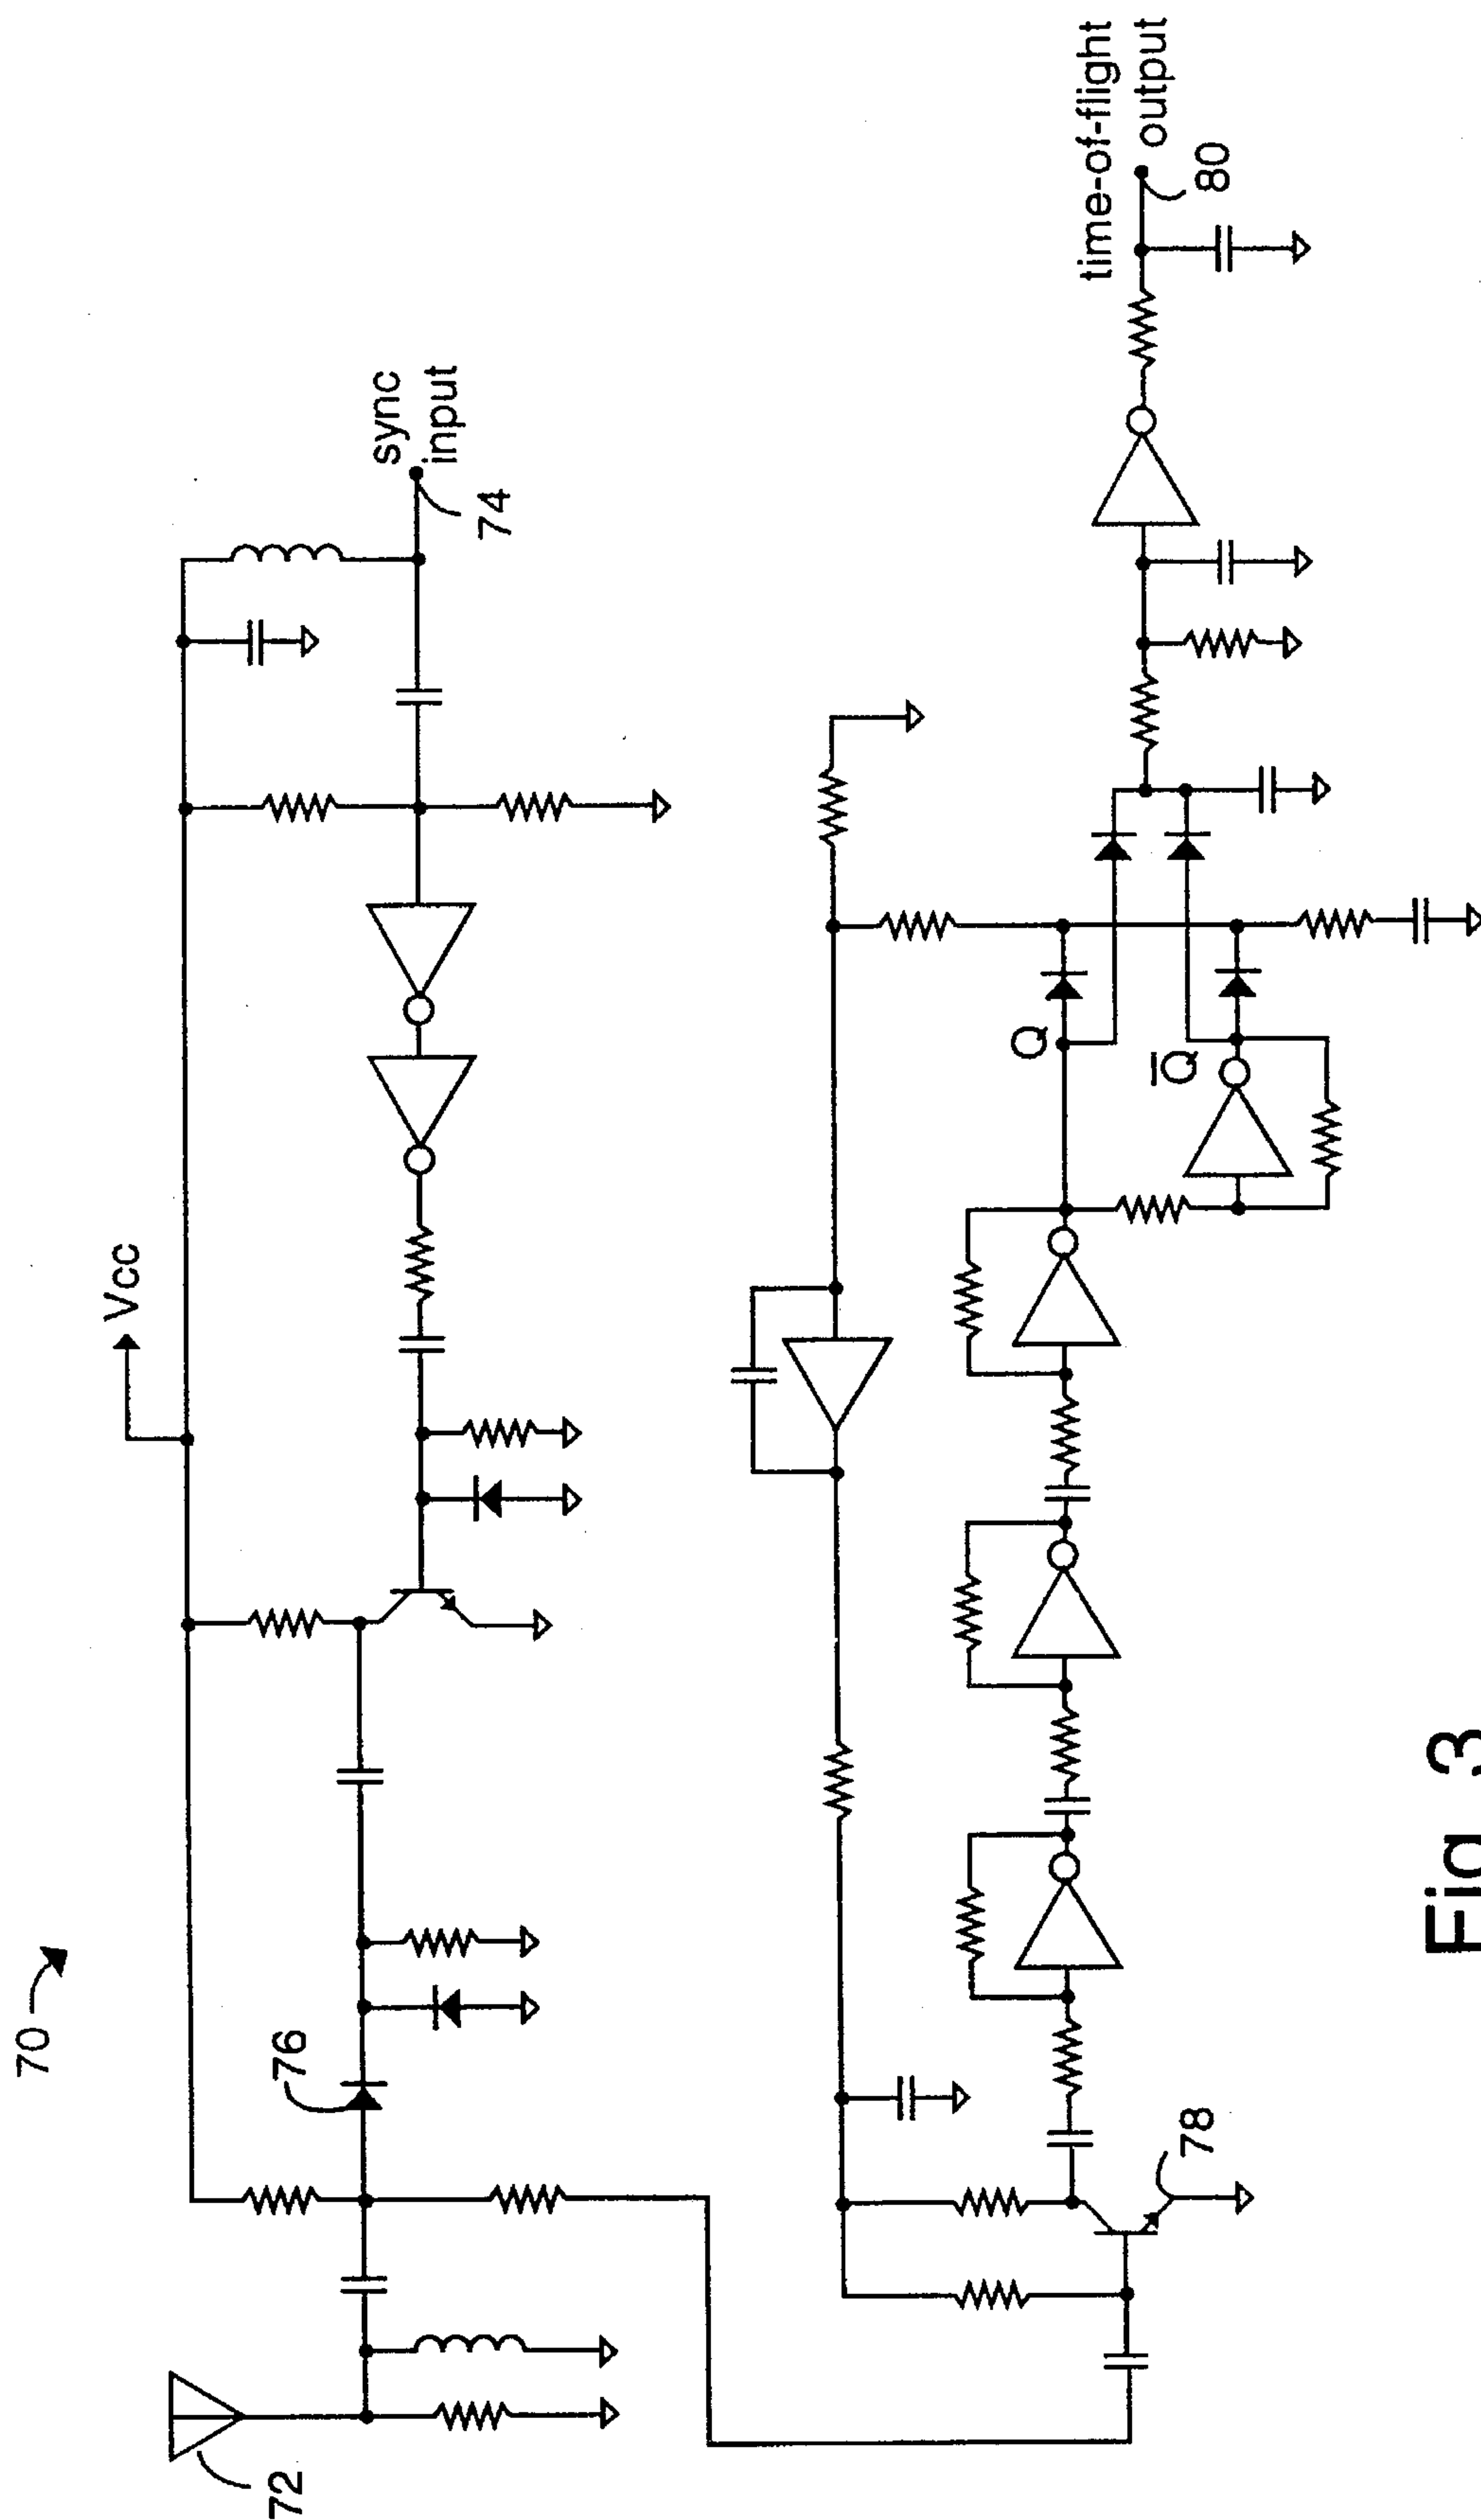 70
Vcc
72
76
sync
input
74
Q
Q̅
78
time-of-flight
output
80
Fig. 3